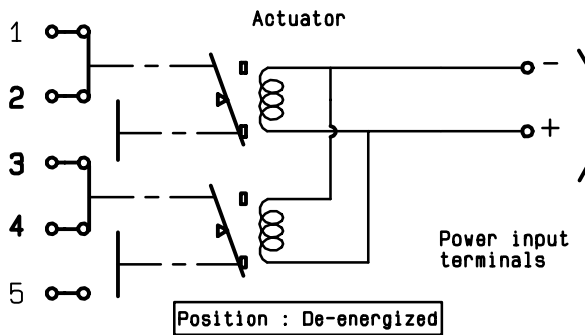 Actuator
1
2
3
4
5
-
+
Power input
terminals
Position : De-energized